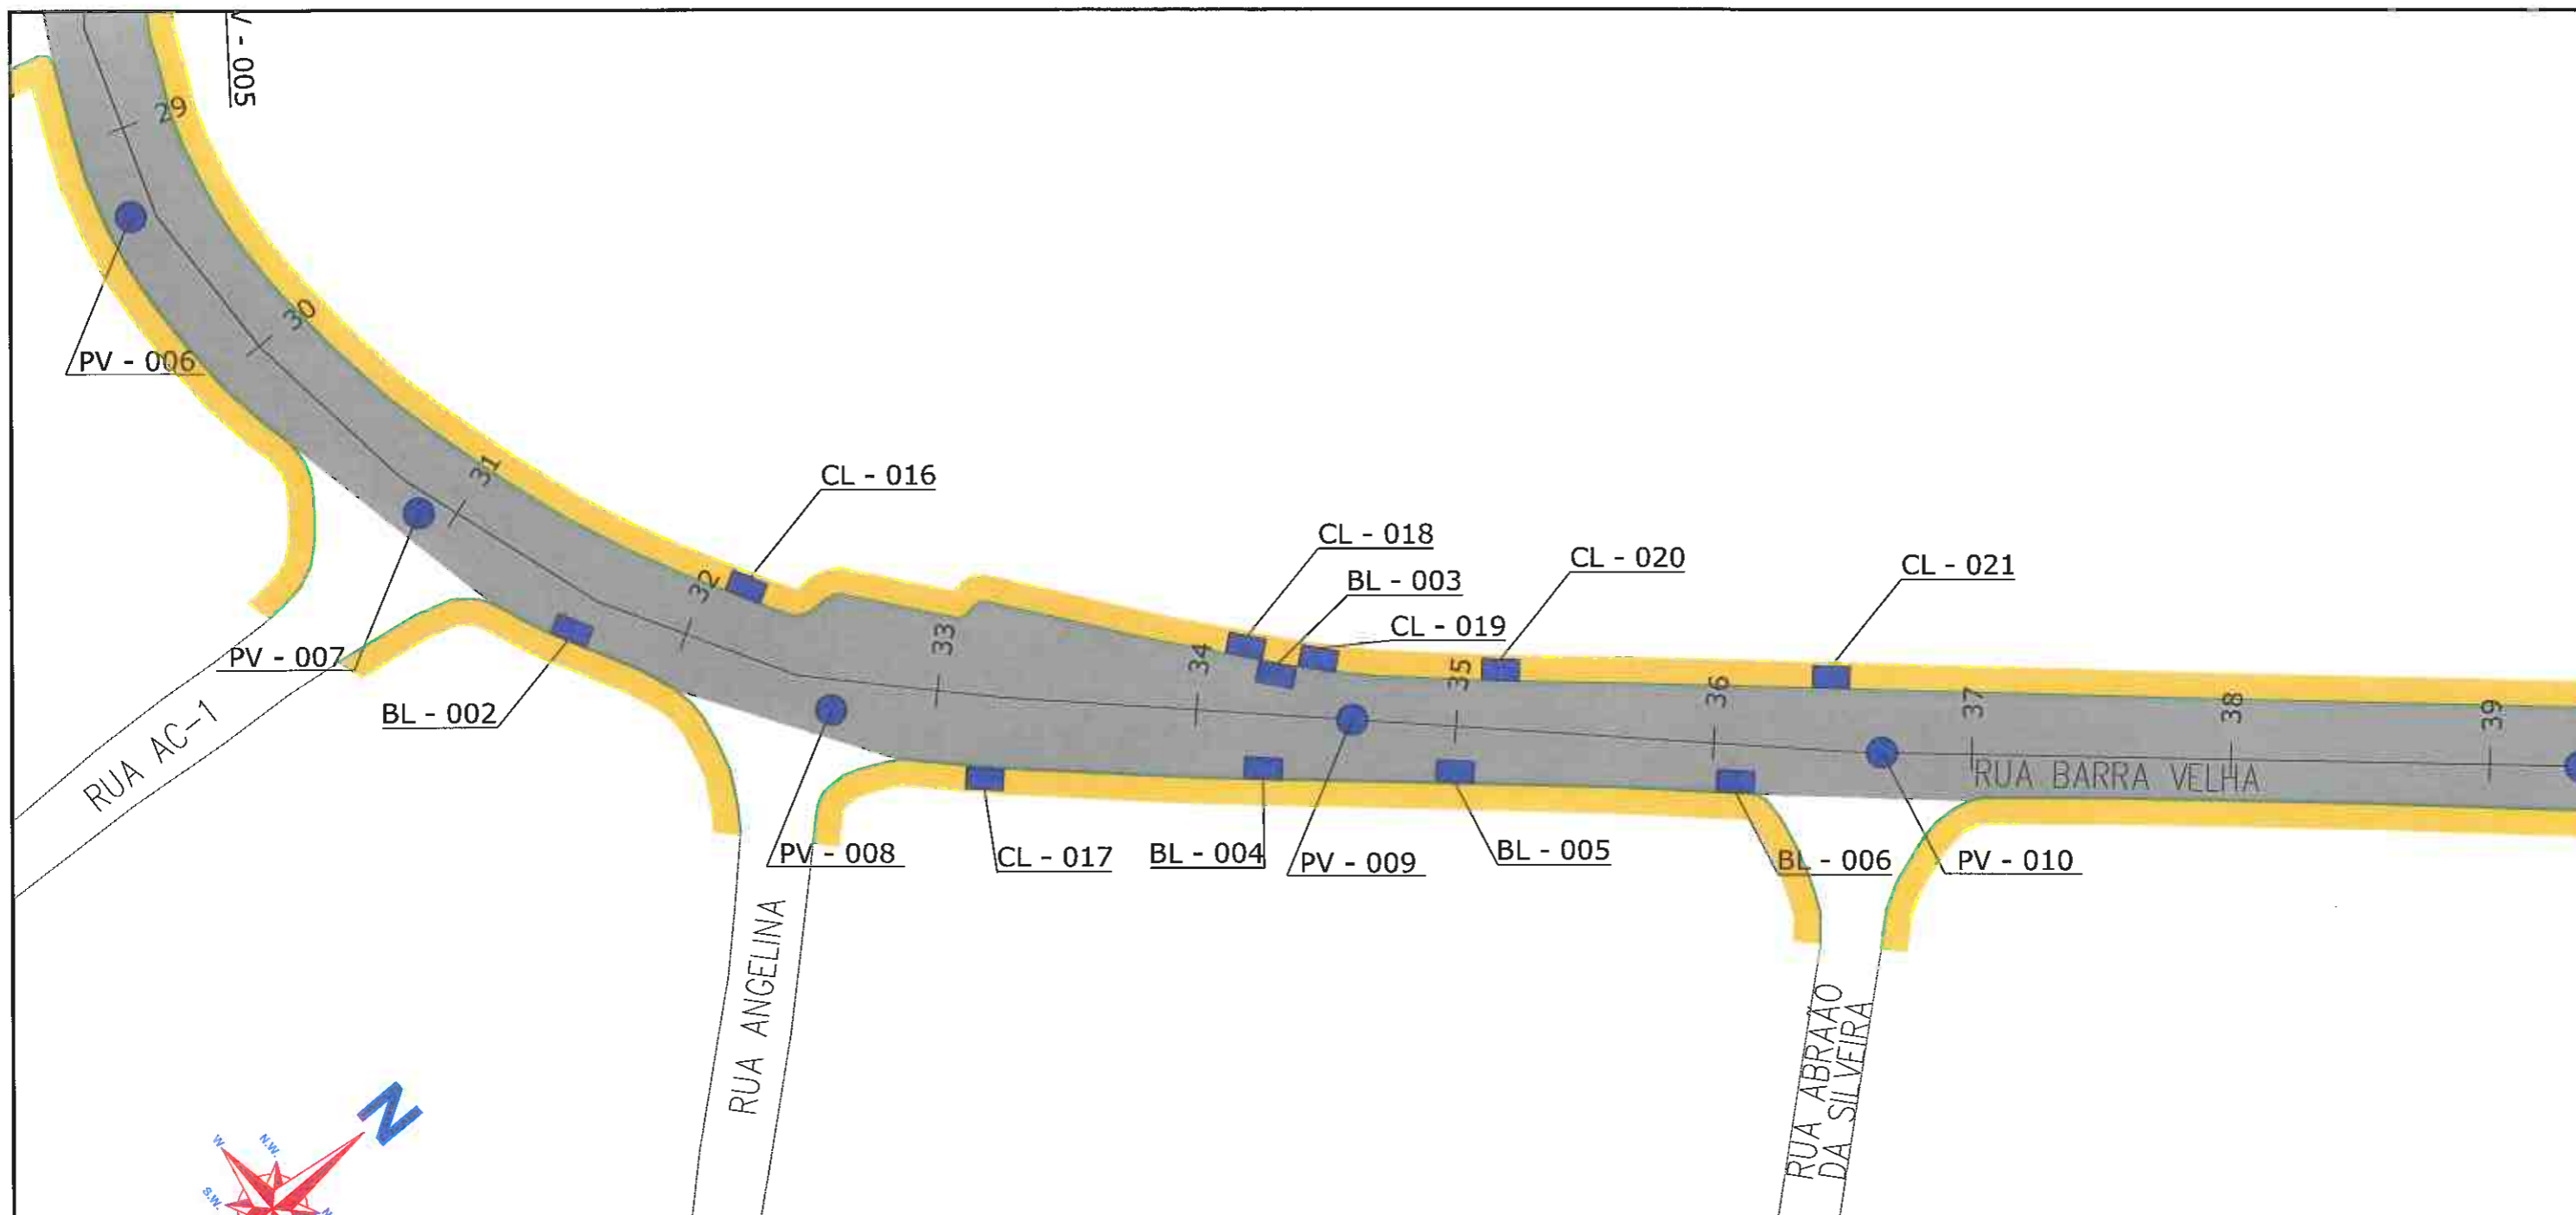 V - 005
29
PV - 006
30
31
CL - 016
32
CL - 018
BL - 003
CL - 019
CL - 020
CL - 021
33
34
35
36
37
38
39
PV - 007
BL - 002
RUA AC-1
RUA BARRA VELHA
PV - 008
CL - 017
BL - 004
PV - 009
BL - 005
BL - 006
PV - 010
RUA ANGELINA
RUA ABRAAO
DA SILVEIRA
N
W.
N.W.
S.W.